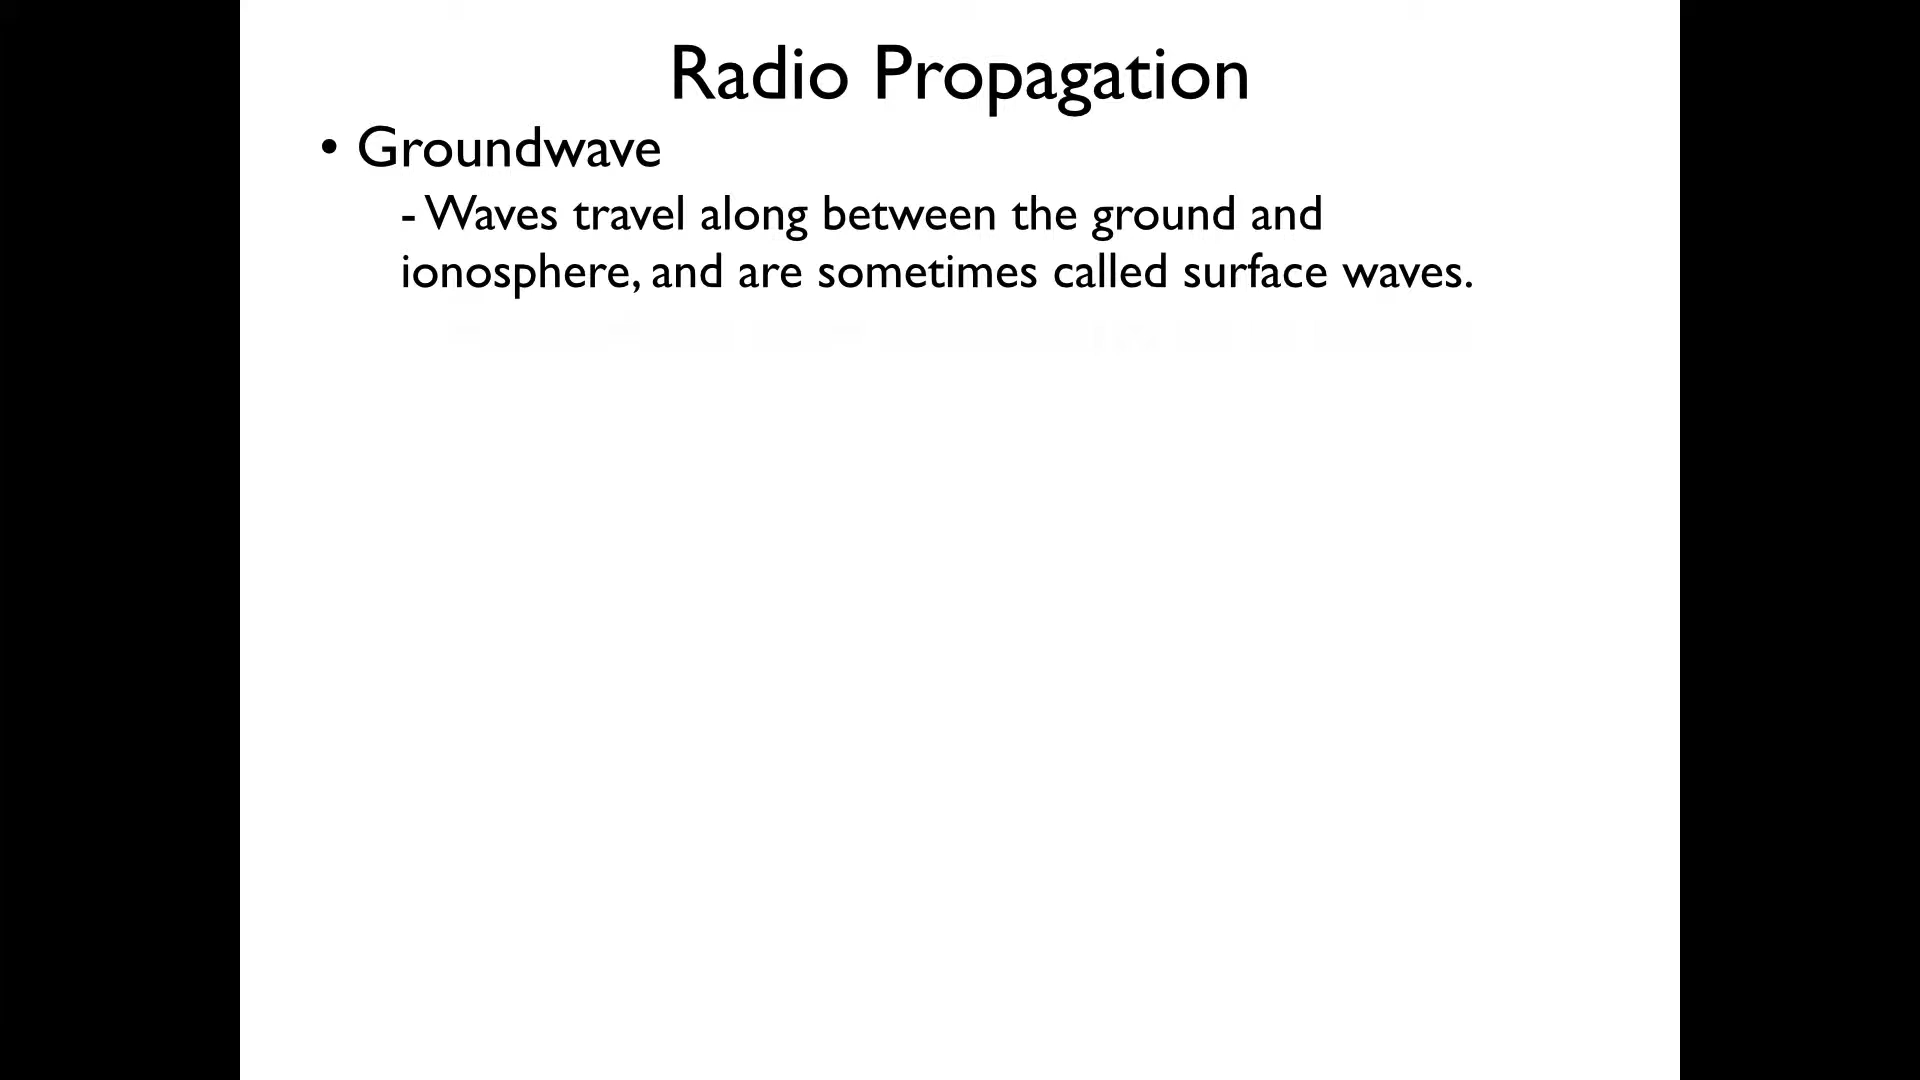 Radio Propagation
• Groundwave
- Waves travel along between the ground and
ionosphere, and are sometimes called surface waves.